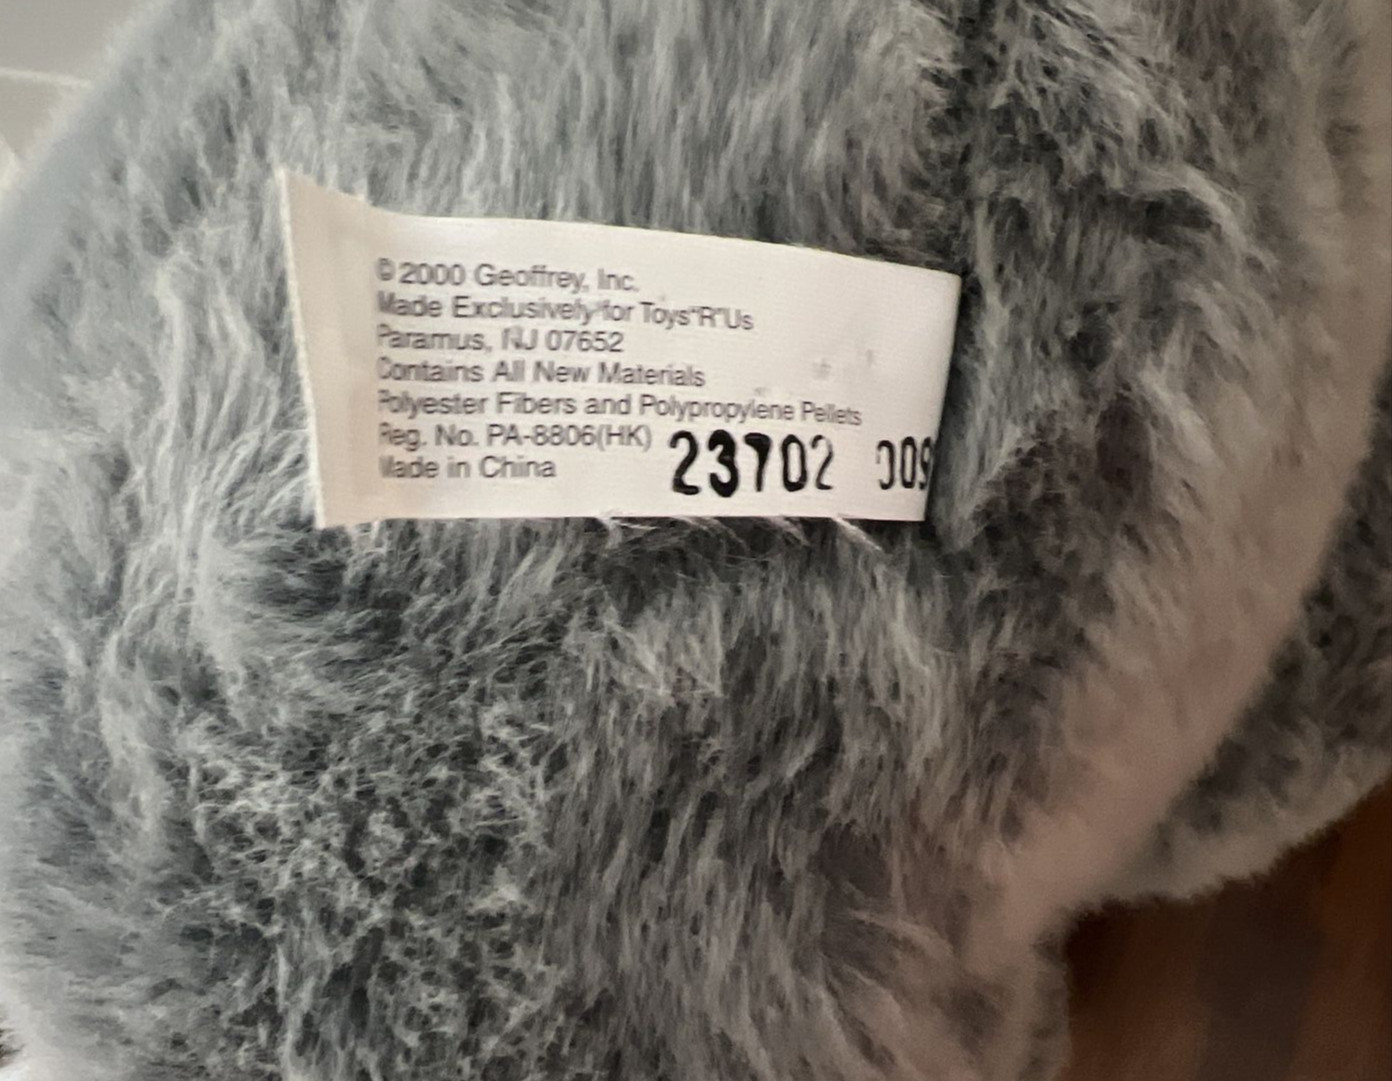 © 2000 Geoffrey, Inc.
Made Exclusively for Toys"R"Us
Paramus, NJ 07652
Contains All New Materials
Polyester Fibers and Polypropylene Pellets
Reg. No. PA-8806(HK)
23702 009
Made in China